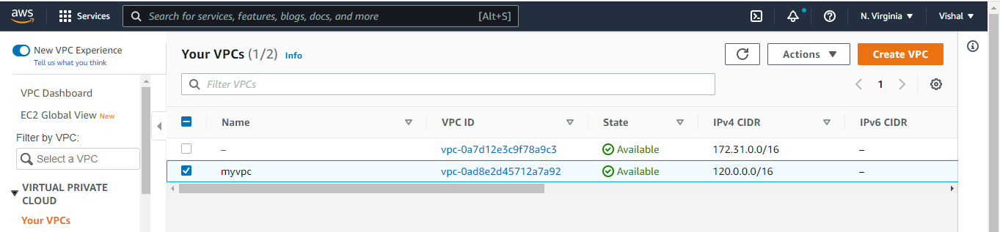 aws Services Search for services, features, blogs, docs, and more [Alt+S] N. Virginia Vishal
New VPC Experience
Tell us what you think
VPC Dashboard
EC2 Global View New
Filter by VPC:
Select a VPC
VIRTUAL PRIVATE
CLOUD
Your VPCs
Your VPCs (1/2) Info Actions Create VPC
Filter VPCs 1
Name VPC ID State IPv4 CIDR IPv6 CIDR
– vpc-0a7d12e3c9f78a9c3 Available 172.31.0.0/16 –
myvpc vpc-0ad8e2d45712a7a92 Available 120.0.0.0/16 –